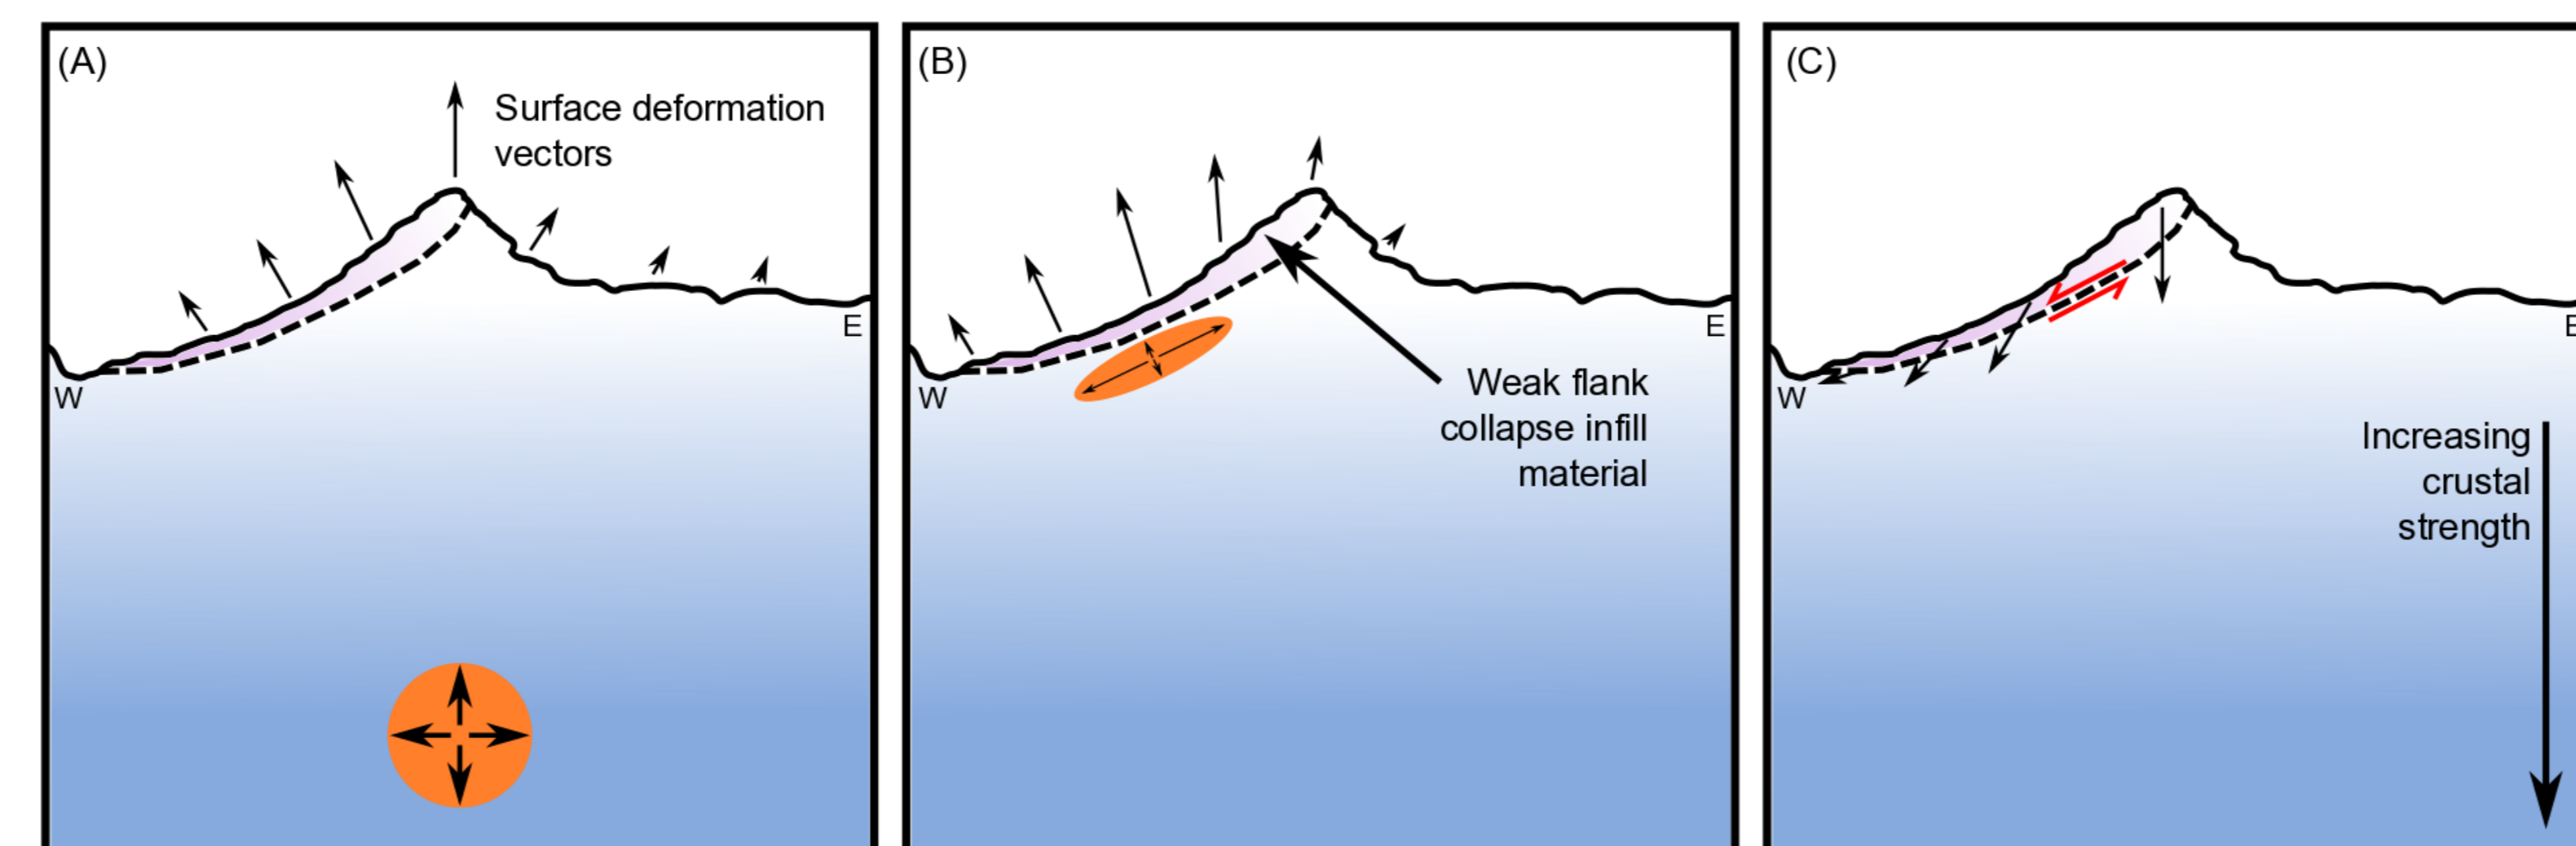 (A)
Surface deformation
vectors
W
E
(B)
Weak flank
collapse infill
material
W
E
(C)
Increasing
crustal
strength
W
E